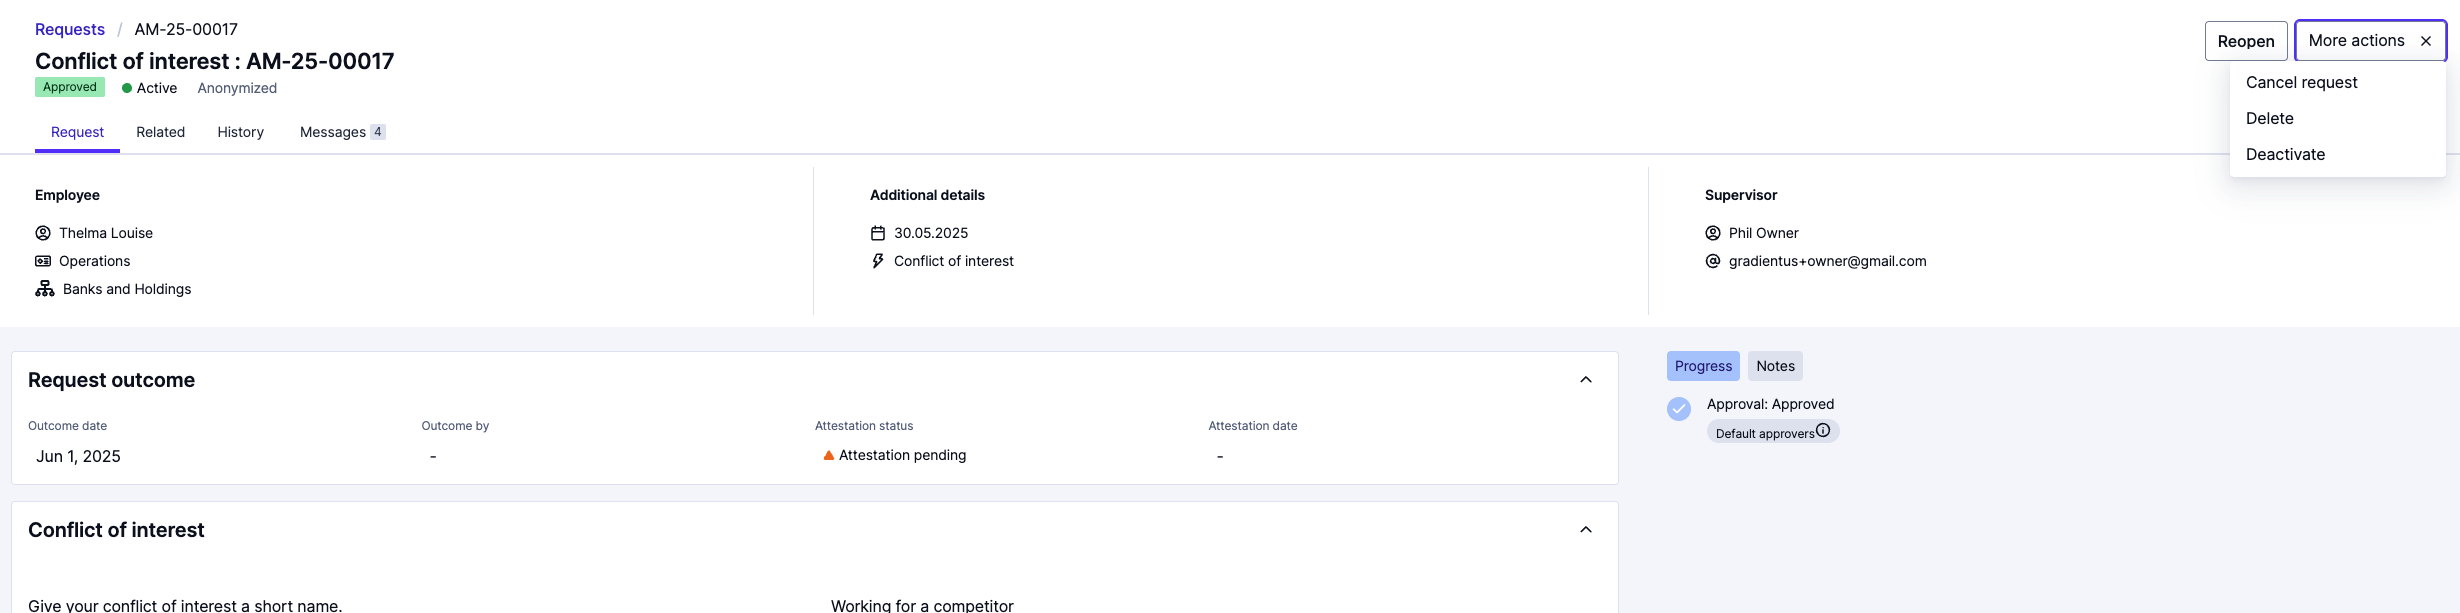 Requests / AM-25-00017
Conflict of interest : AM-25-00017
Approved Active Anonymized
Reopen
More actions
Cancel request
Delete
Deactivate
Request Related History Messages 4
Employee
Thelma Louise
Operations
Banks and Holdings
Additional details
30.05.2025
Conflict of interest
Supervisor
Phil Owner
gradientus+owner@gmail.com
Request outcome
Outcome date
Jun 1, 2025
Outcome by
-
Attestation status
Attestation pending
Attestation date
-
Progress Notes
Approval: Approved
Default approvers
Conflict of interest
Give your conflict of interest a short name.
Working for a competitor